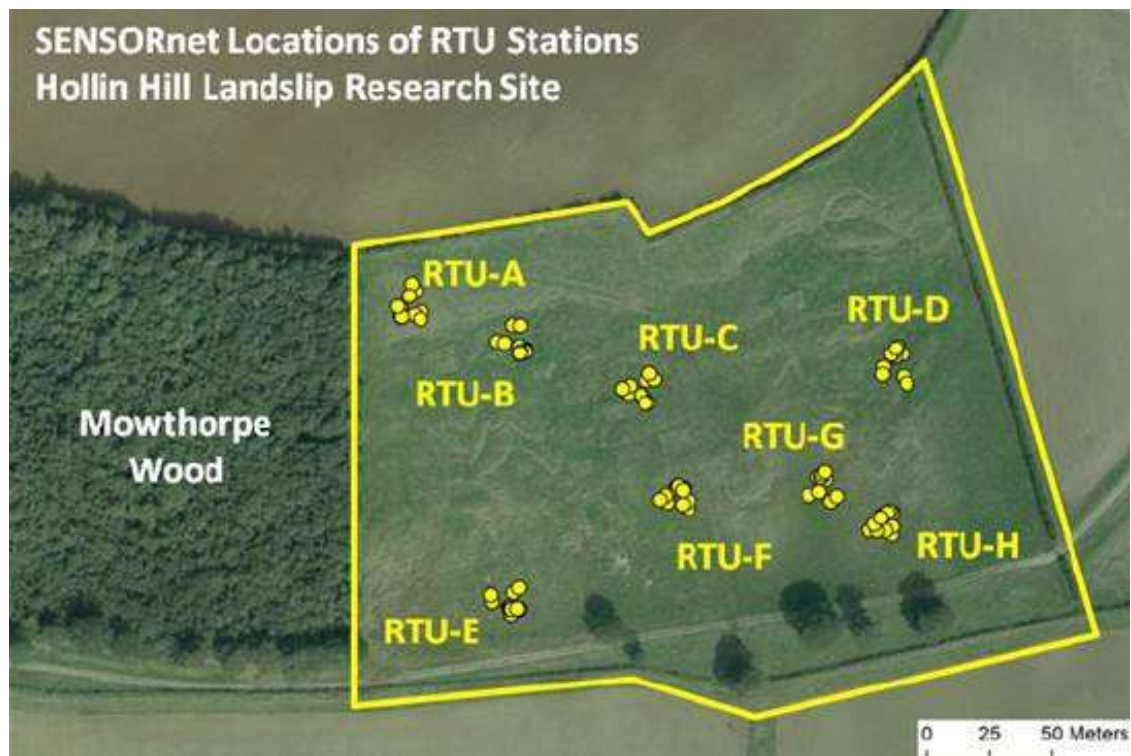 SENSORnet Locations of RTU Stations
Hollin Hill Landslip Research Site
RTU-A
RTU-D
RTU-C
RTU-B
Mowthorpe
Wood
RTU-G
RTU-H
RTU-F
RTU-E
0 25 50 Meters